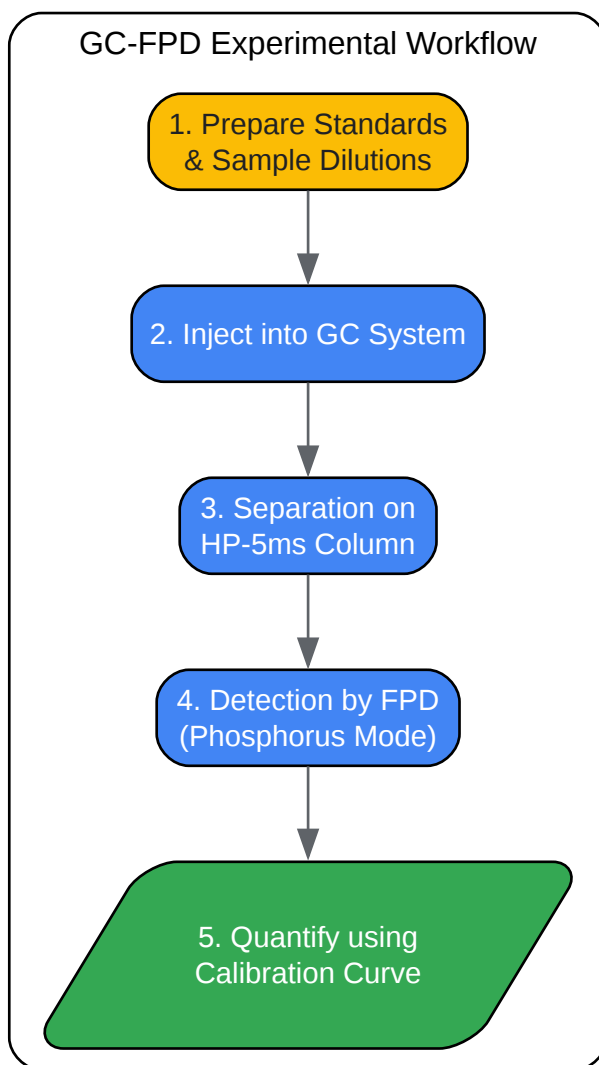 GC-FPD Experimental Workflow
1. Prepare Standards
& Sample Dilutions
2. Inject into GC System
3. Separation on
HP-5ms Column
4. Detection by FPD
(Phosphorus Mode)
5. Quantify using
Calibration Curve